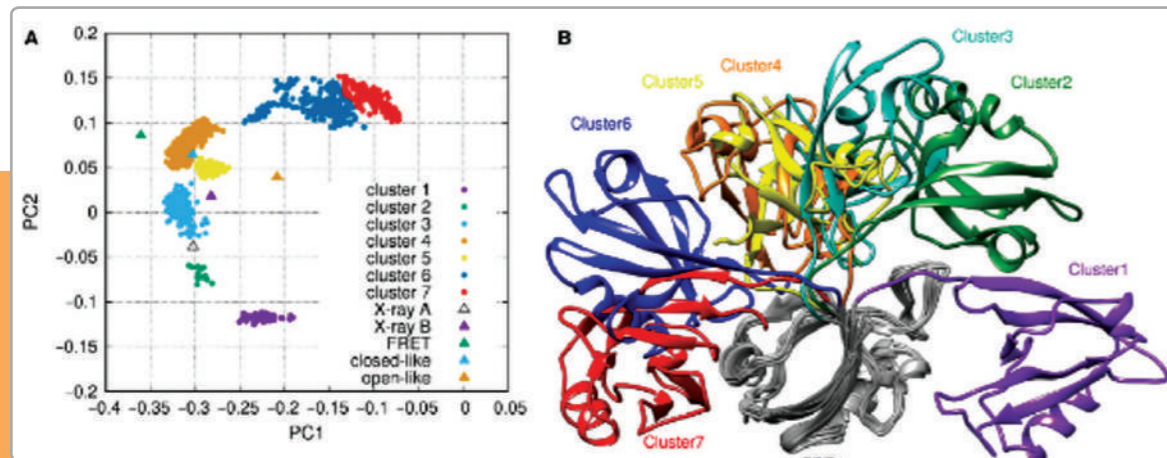 A
0.2
0.15
0.1
0.05
0
−0.05
−0.1
−0.15
−0.2
PC2
−0.4 −0.35 −0.3 −0.25 −0.2 −0.15 −0.1 −0.05 0 0.05
PC1
cluster 1
cluster 2
cluster 3
cluster 4
cluster 5
cluster 6
cluster 7
X-ray A
X-ray B
FRET
closed-like
open-like
B
Cluster3
Cluster4
Cluster5
Cluster2
Cluster6
Cluster1
Cluster7